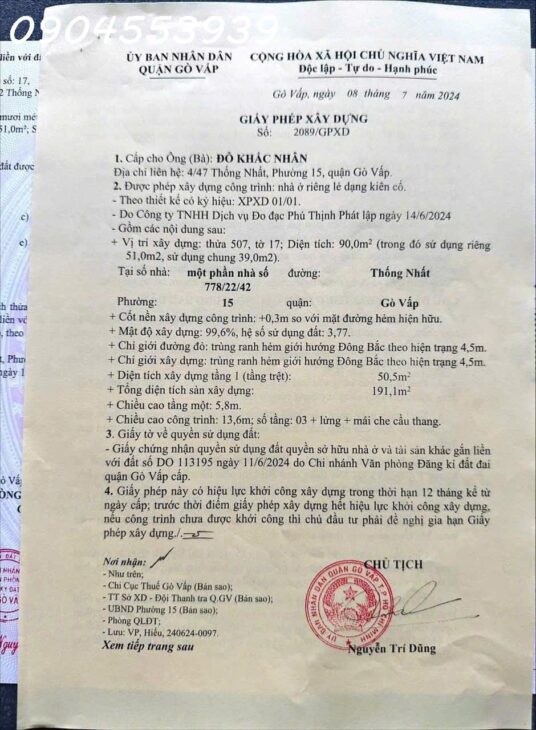 0904553939
ỦY BAN NHÂN DÂN
QUẬN GÒ VẤP
CỘNG HÒA XÃ HỘI CHỦ NGHĨA VIỆT NAM
Độc lập - Tự do - Hạnh phúc
Gò Vấp, ngày 08 tháng 7 năm 2024
GIẤY PHÉP XÂY DỰNG
Số: 2089/GPXD
1. Cấp cho Ông (Bà): ĐỖ KHẮC NHÂN
Địa chỉ liên hệ: 4/47 Thống Nhất, Phường 15, quận Gò Vấp.
2. Được phép xây dựng công trình: nhà ở riêng lẻ dạng kiên cố.
- Theo thiết kế có ký hiệu: XPXD 01/01.
- Do Công ty TNHH Dịch vụ Đo đạc Phú Thịnh Phát lập ngày 14/6/2024
- Gồm các nội dung sau:
+ Vị trí xây dựng: thửa 507, tờ 17; Diện tích: 90,0m² (trong đó sử dụng riêng
51,0m2, sử dụng chung 39,0m2).
Tại số nhà: một phần nhà số đường: Thống Nhất
778/22/42
Phường: 15 quận: Gò Vấp
+ Cốt nền xây dựng công trình: +0,3m so với mặt đường hẻm hiện hữu.
+ Mật độ xây dựng: 99,6%, hệ số sử dụng đất: 3,77.
+ Chỉ giới đường đỏ: trùng ranh hẻm giới hướng Đông Bắc theo hiện trạng 4,5m.
+ Chỉ giới xây dựng: trùng ranh hẻm giới hướng Đông Bắc theo hiện trạng 4,5m.
+ Diện tích xây dựng tầng 1 (tầng trệt): 50,5m²
+ Tổng diện tích sàn xây dựng: 191,1m²
+ Chiều cao tầng một: 5,8m.
+ Chiều cao công trình: 13,6m; số tầng: 03 + lửng + mái che cầu thang.
3. Giấy tờ về quyền sử dụng đất:
- Giấy chứng nhận quyền sử dụng đất quyền sở hữu nhà ở và tài sản khác gắn liền
với đất số DO 113195 ngày 11/6/2024 do Chi nhánh Văn phòng Đăng kí đất đai
quận Gò Vấp cấp.
4. Giấy phép này có hiệu lực khởi công xây dựng trong thời hạn 12 tháng kể từ
ngày cấp; trước thời điểm giấy phép xây dựng hết hiệu lực khởi công xây dựng,
nếu công trình chưa được khởi công thì chủ đầu tư phải đề nghị gia hạn Giấy
phép xây dựng./.
Nơi nhận:
- Như trên;
- Chi Cục Thuế Gò Vấp (Bản sao);
- TT Sở XD - Đội Thanh tra Q.GV (Bản sao);
- UBND Phường 15 (Bản sao);
- Phòng QLĐT;
- Lưu: VP, Hiếu, 240624-0097.
Xem tiếp trang sau
CHỦ TỊCH
Nguyễn Trí Dũng